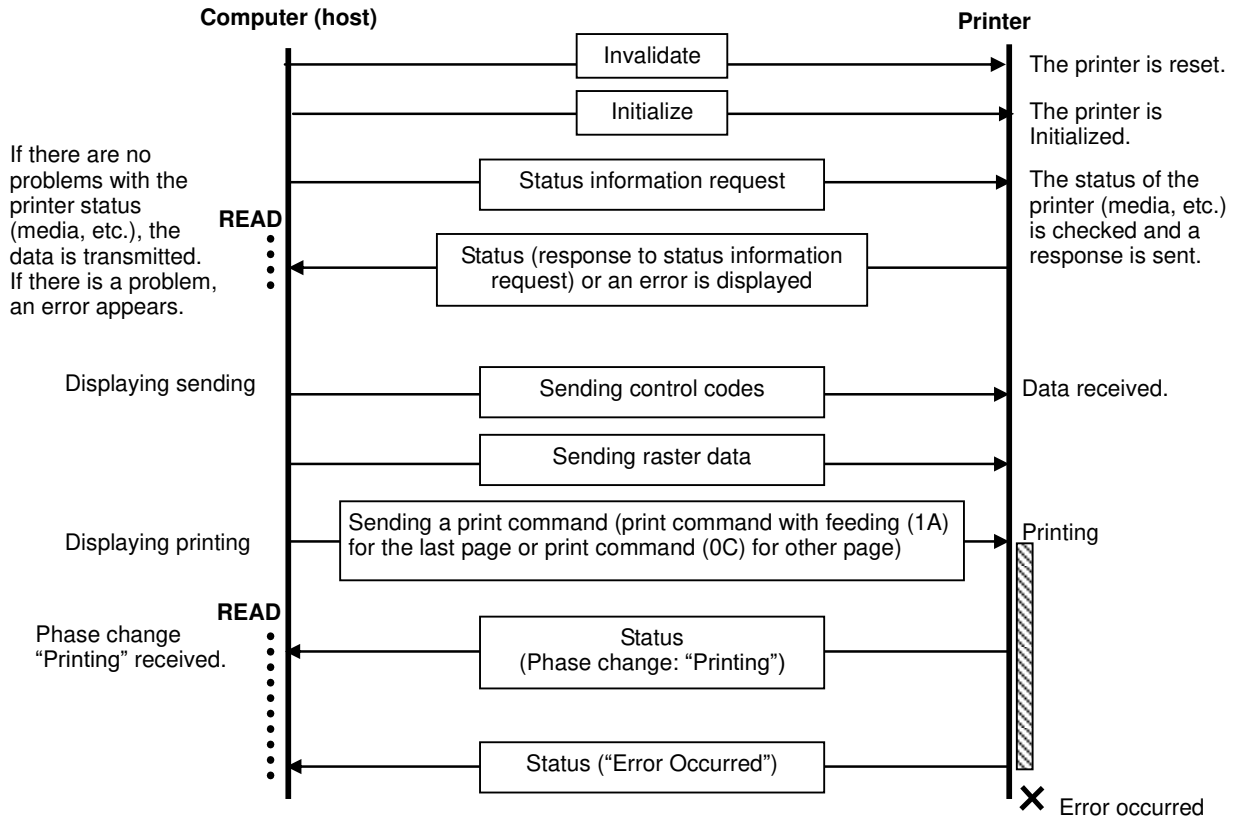 Computer (host)
Printer
Invalidate
The printer is reset.
Initialize
The printer is
Initialized.
If there are no
problems with the
printer status
(media, etc.), the
data is transmitted.
If there is a problem,
an error appears.
Status information request
The status of the
printer (media, etc.)
is checked and a
response is sent.
READ
Status (response to status information
request) or an error is displayed
Displaying sending
Sending control codes
Data received.
Sending raster data
Displaying printing
Sending a print command (print command with feeding (1A)
for the last page or print command (0C) for other page)
Printing
READ
Phase change
“Printing” received.
Status
(Phase change: “Printing”)
Status (“Error Occurred”)
Error occurred